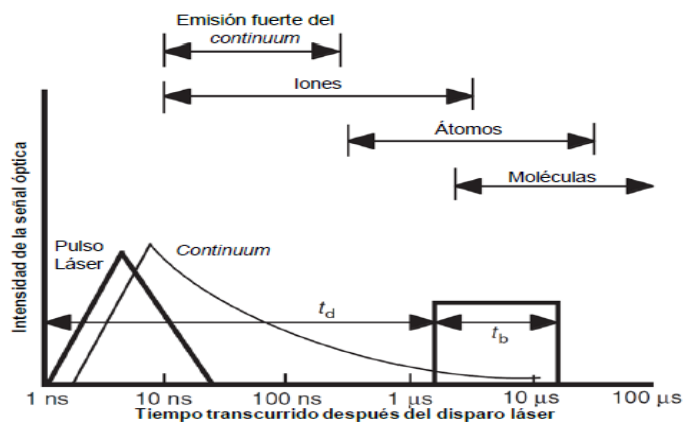 Emisión fuerte del
continuum
Iones
Átomos
Moléculas
Intensidad de la señal óptica
Pulso
Láser
Continuum
td
tb
1 ns
10 ns
100 ns
1 µs
10 µs
100 µs
Tiempo transcurrido después del disparo láser